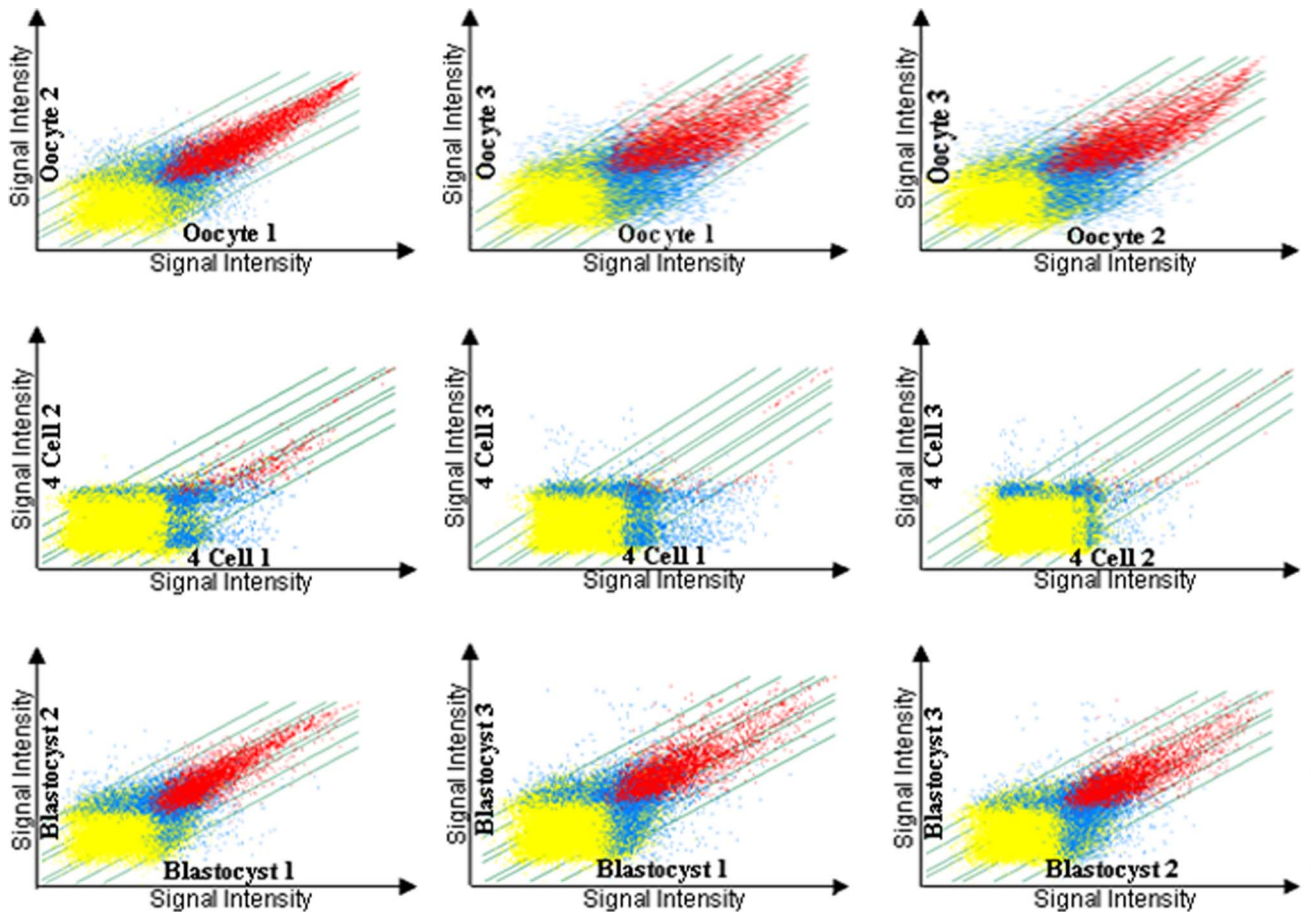 Signal Intensity
Oocyte 2
Oocyte 1
Signal Intensity
Signal Intensity
Oocyte 3
Oocyte 1
Signal Intensity
Signal Intensity
Oocyte 3
Oocyte 2
Signal Intensity
Signal Intensity
4 Cell 2
4 Cell 1
Signal Intensity
Signal Intensity
4 Cell 3
4 Cell 1
Signal Intensity
Signal Intensity
4 Cell 3
4 Cell 2
Signal Intensity
Signal Intensity
Blastocyst 2
Blastocyst 1
Signal Intensity
Signal Intensity
Blastocyst 3
Blastocyst 1
Signal Intensity
Signal Intensity
Blastocyst 3
Blastocyst 2
Signal Intensity